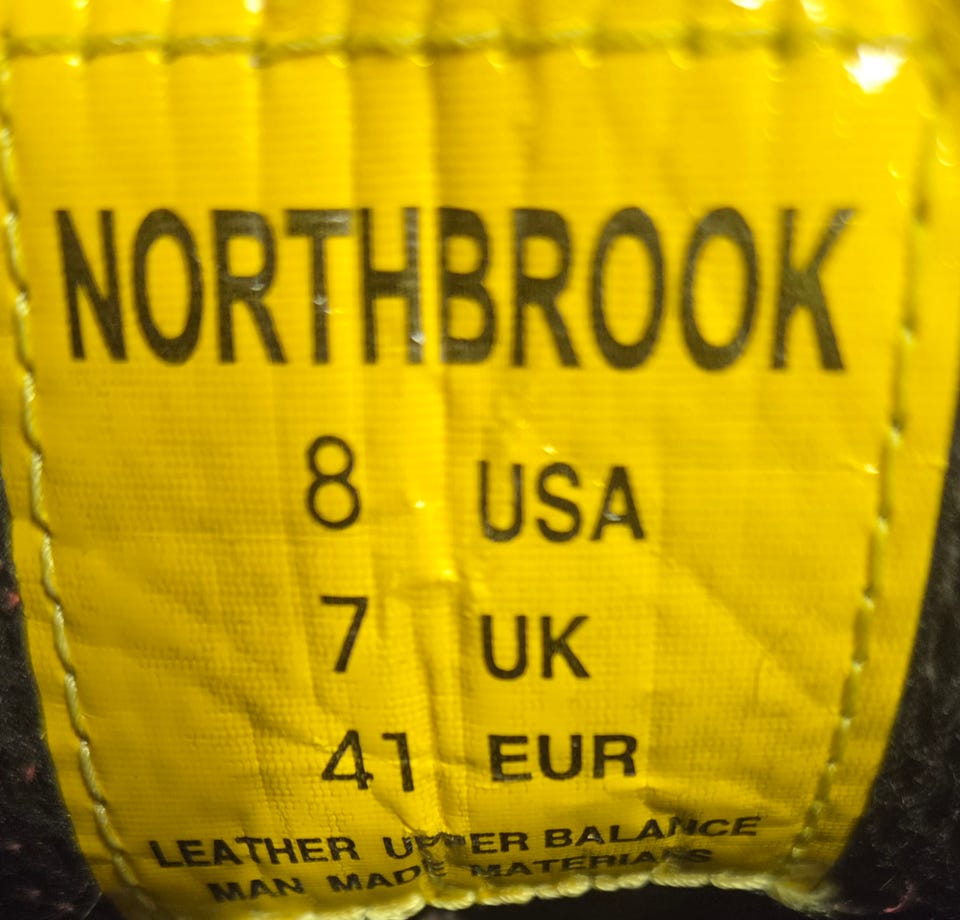 NORTHBROOK
8 USA
7 UK
41 EUR
LEATHER UPPER BALANCE
MAN MADE MATERIALS